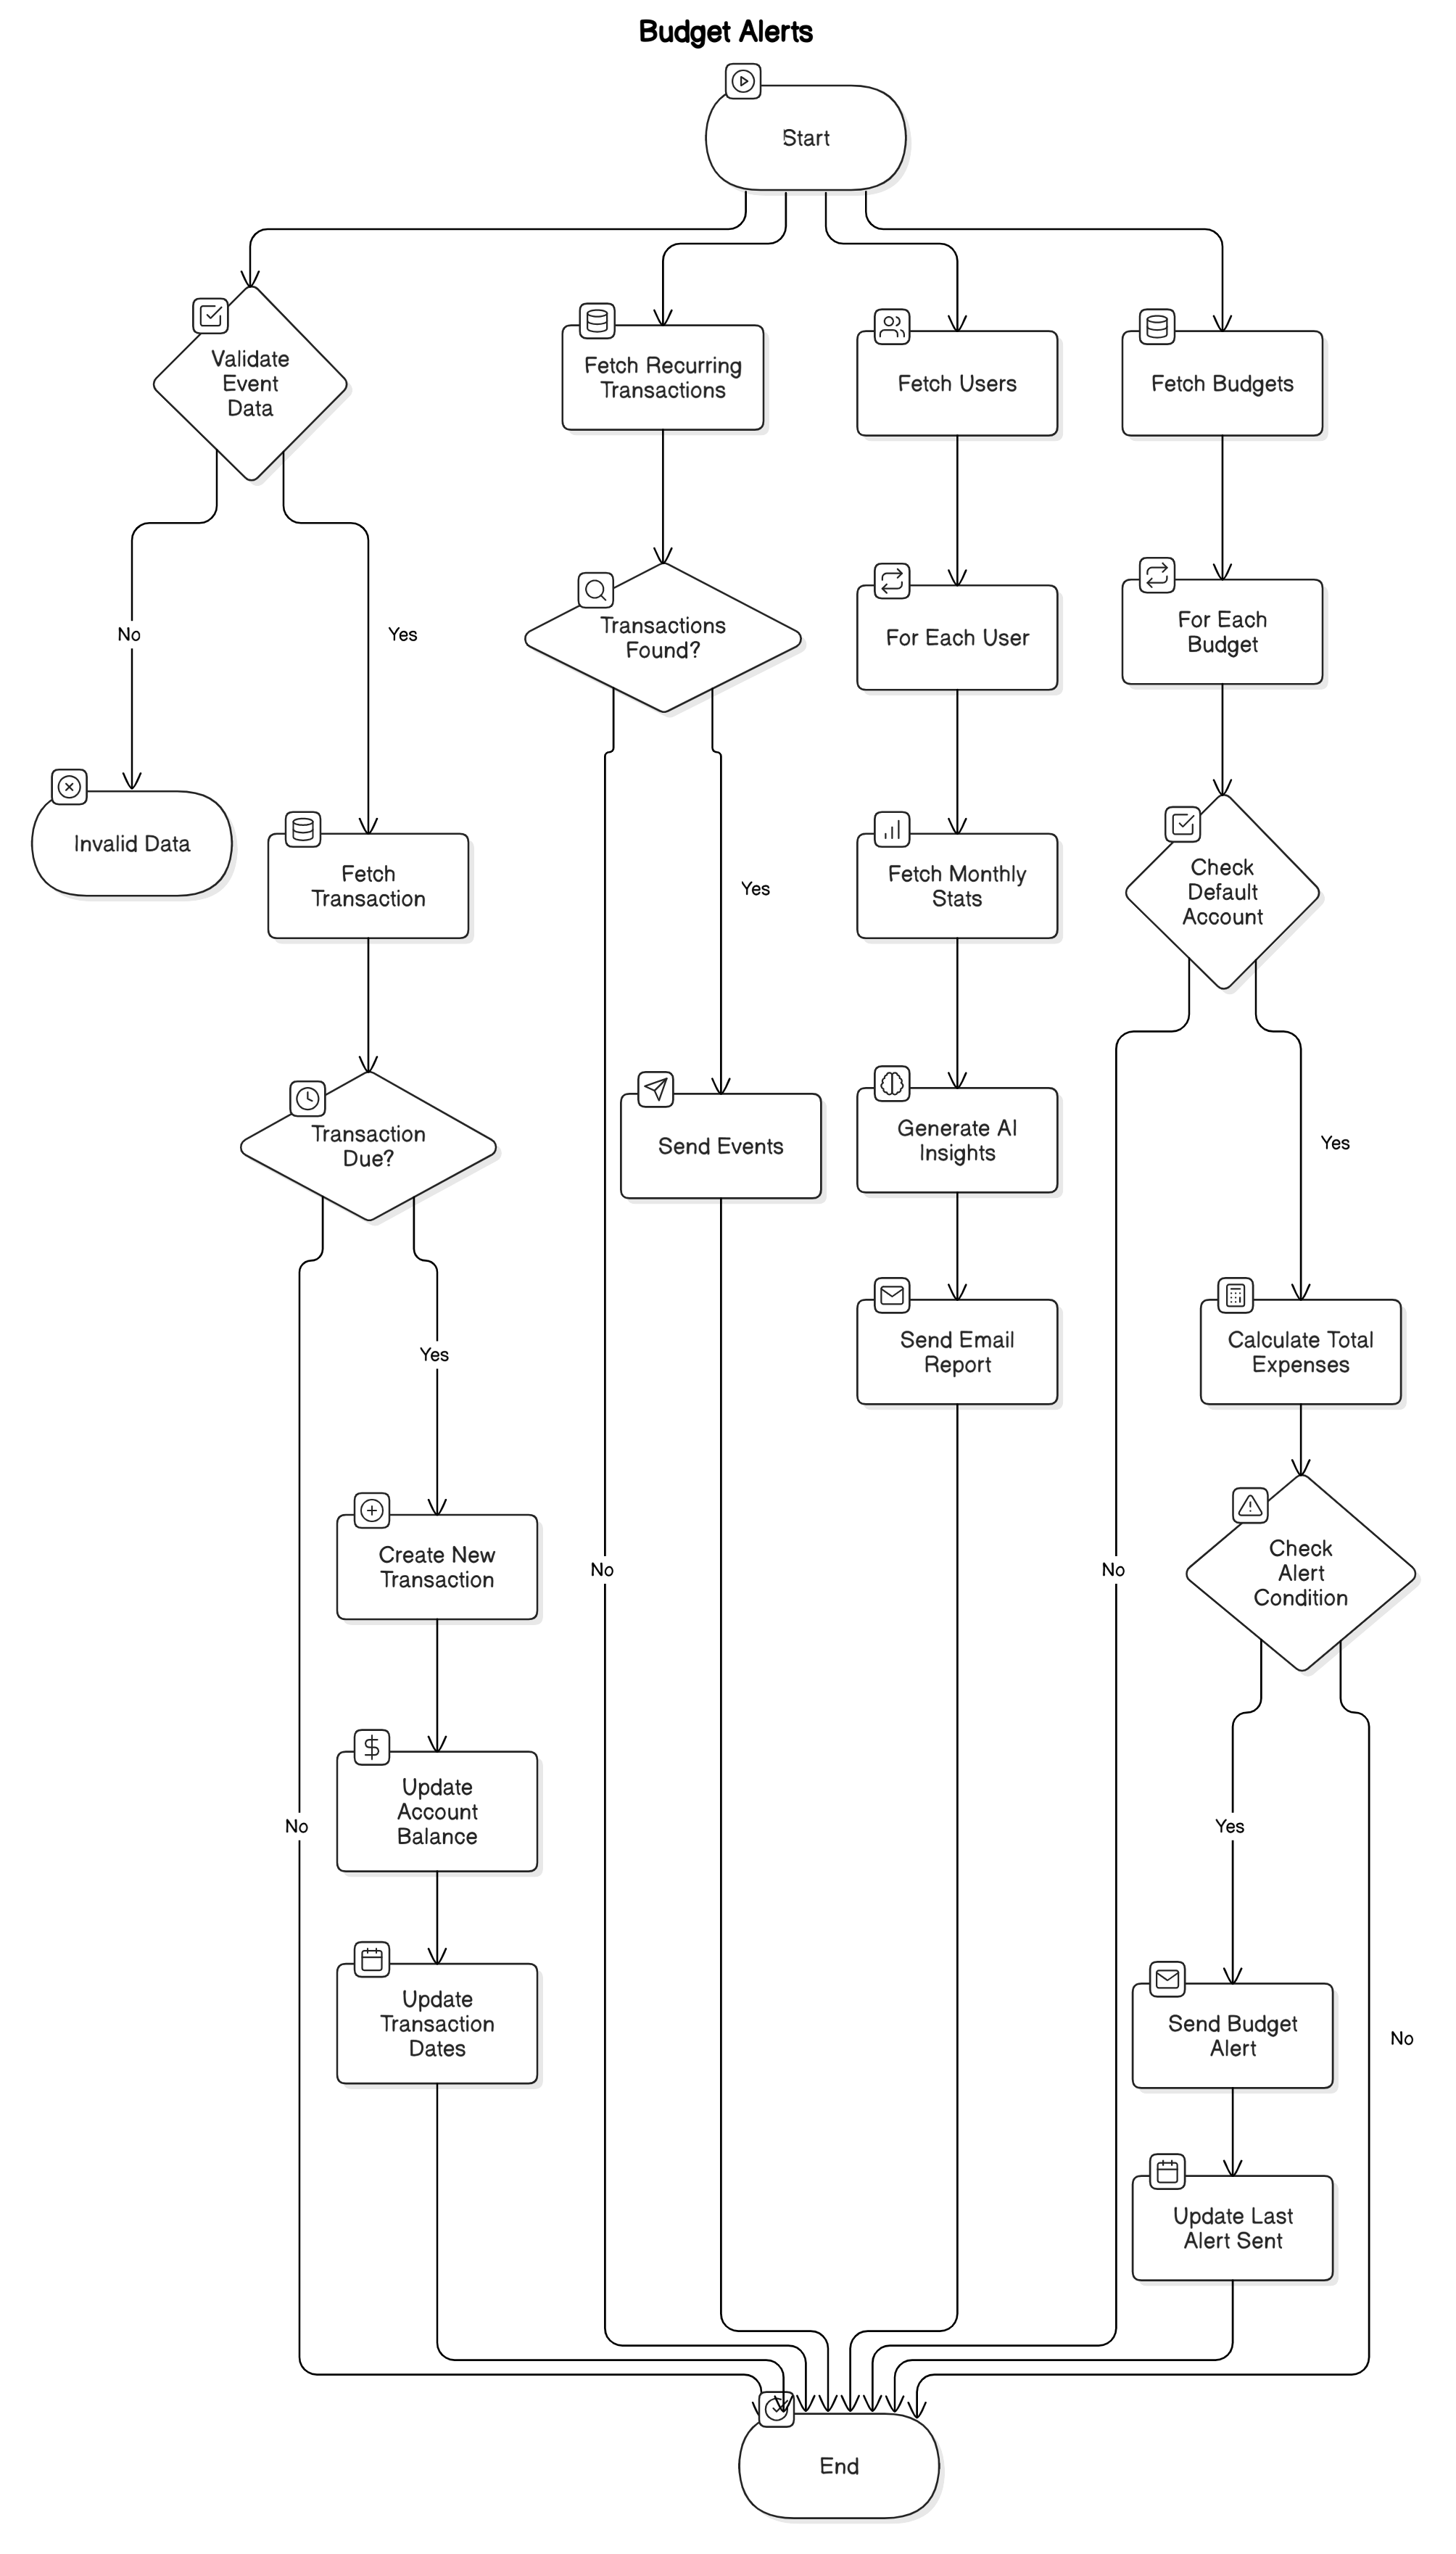 Budget Alerts
Start
Validate
Event
Data
Fetch Recurring
Transactions
Fetch Users
Fetch Budgets
No
Yes
Transactions
Found?
For Each User
For Each
Budget
Invalid Data
Fetch
Transaction
Yes
Fetch Monthly
Stats
Check
Default
Account
Transaction
Due?
Send Events
Generate AI
Insights
Yes
Yes
Send Email
Report
Calculate Total
Expenses
Create New
Transaction
No
No
Check
Alert
Condition
No
Update
Account
Balance
Yes
Update
Transaction
Dates
Send Budget
Alert
No
Update Last
Alert Sent
End